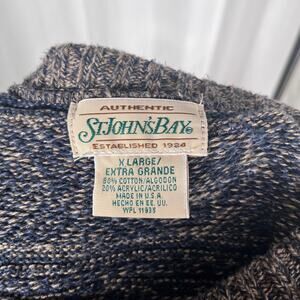 AUTHENTIC
ST.JOHN'S BAY
ESTABLISHED 1924
X LARGE/
EXTRA GRANDE
80% COTTON/ALGODON
20% ACRYLIC/ACRILICO
MADE IN U.S.A.
HECHO EN EE. UU.
WPL 11935